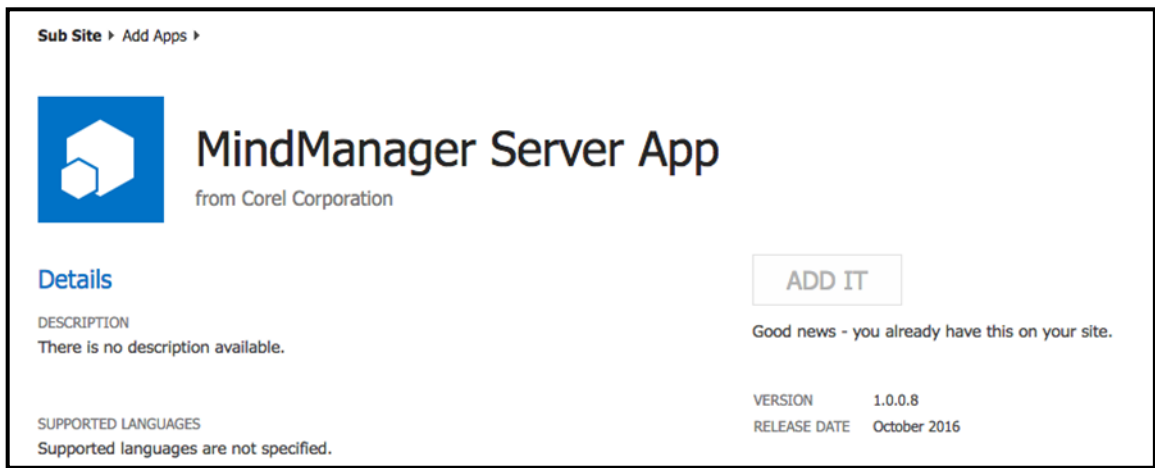 Sub Site ▸ Add Apps ▸
MindManager Server App
from Corel Corporation
Details
DESCRIPTION
There is no description available.
SUPPORTED LANGUAGES
Supported languages are not specified.
ADD IT
Good news - you already have this on your site.
VERSION 1.0.0.8
RELEASE DATE October 2016